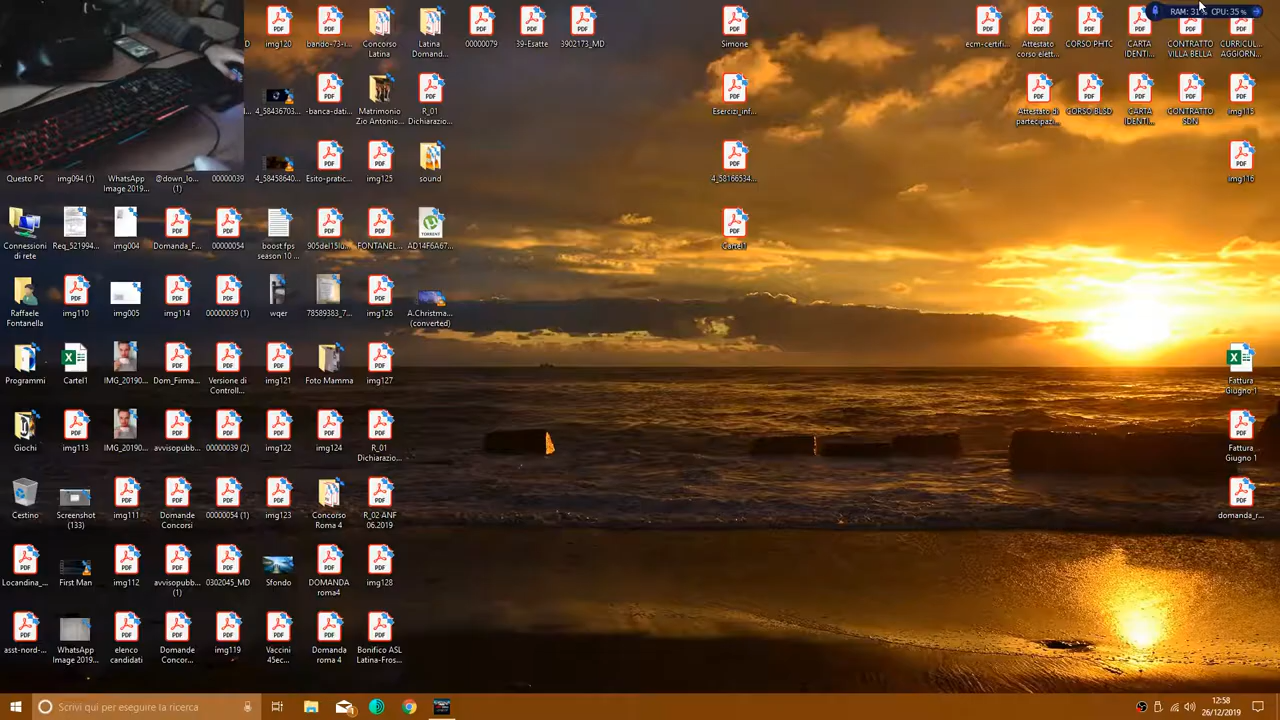 RAM: 31% CPU: 35%
img120
bando-73-i...
Concorso
Latina
Latina
Domand...
00000079
39-Esatte
3902173_MD
Simone
ecm-certifi...
Attestato
corso elett...
CORSO PHTC
CARTA
IDENTI...
CONTRATTO
VILLA BELLA
CURRICUL...
AGGIORN...
4_58436703...
-banca-dati...
Matrimonio
Zio Antonio...
R_01
Dichiarazio...
Esercizi_inf...
Attestato di
partecipazi...
CORSO BLSD
CARTA
IDENTI...
CONTRATTO
SDN
img115
Questo PC
img094 (1)
WhatsApp
Image 2019...
@down_lo...
(1)
00000039
4_58458640...
Esito-pratic...
img125
sound
4_58166534...
img116
Connessioni
di rete
Req_521994...
img004
Domanda_F...
00000054
boost fps
season 10 ...
905del15lu...
FONTANEL...
AD14F6A67...
Cartel1
Raffaele
Fontanella
img110
img005
img114
00000039 (1)
wqer
78589383_7...
img126
A.Christma...
(converted)
Programmi
Cartel1
IMG_20190...
Dom_Firma...
Versione di
Controll...
img121
Foto Mamma
img127
Fattura
Giugno 1
Giochi
img113
IMG_20190...
avvisopubb...
00000039 (2)
img122
img124
R_01
Dichiarazio...
Fattura
Giugno 1
Cestino
Screenshot
(133)
img111
Domande
Concorsi
00000054 (1)
img123
Concorso
Roma 4
R_02 ANF
06.2019
domanda_r...
Locandina_...
First Man
img112
avvisopubb...
(1)
0302045_MD
Sfondo
DOMANDA
roma4
img128
asst-nord-...
WhatsApp
Image 2019...
elenco
candidati
Domande
Concor...
img119
Vaccini
45ec...
Domanda
roma 4
Bonifico ASL
Latina-Fros...
Scrivi qui per eseguire la ricerca
12:58
26/12/2019